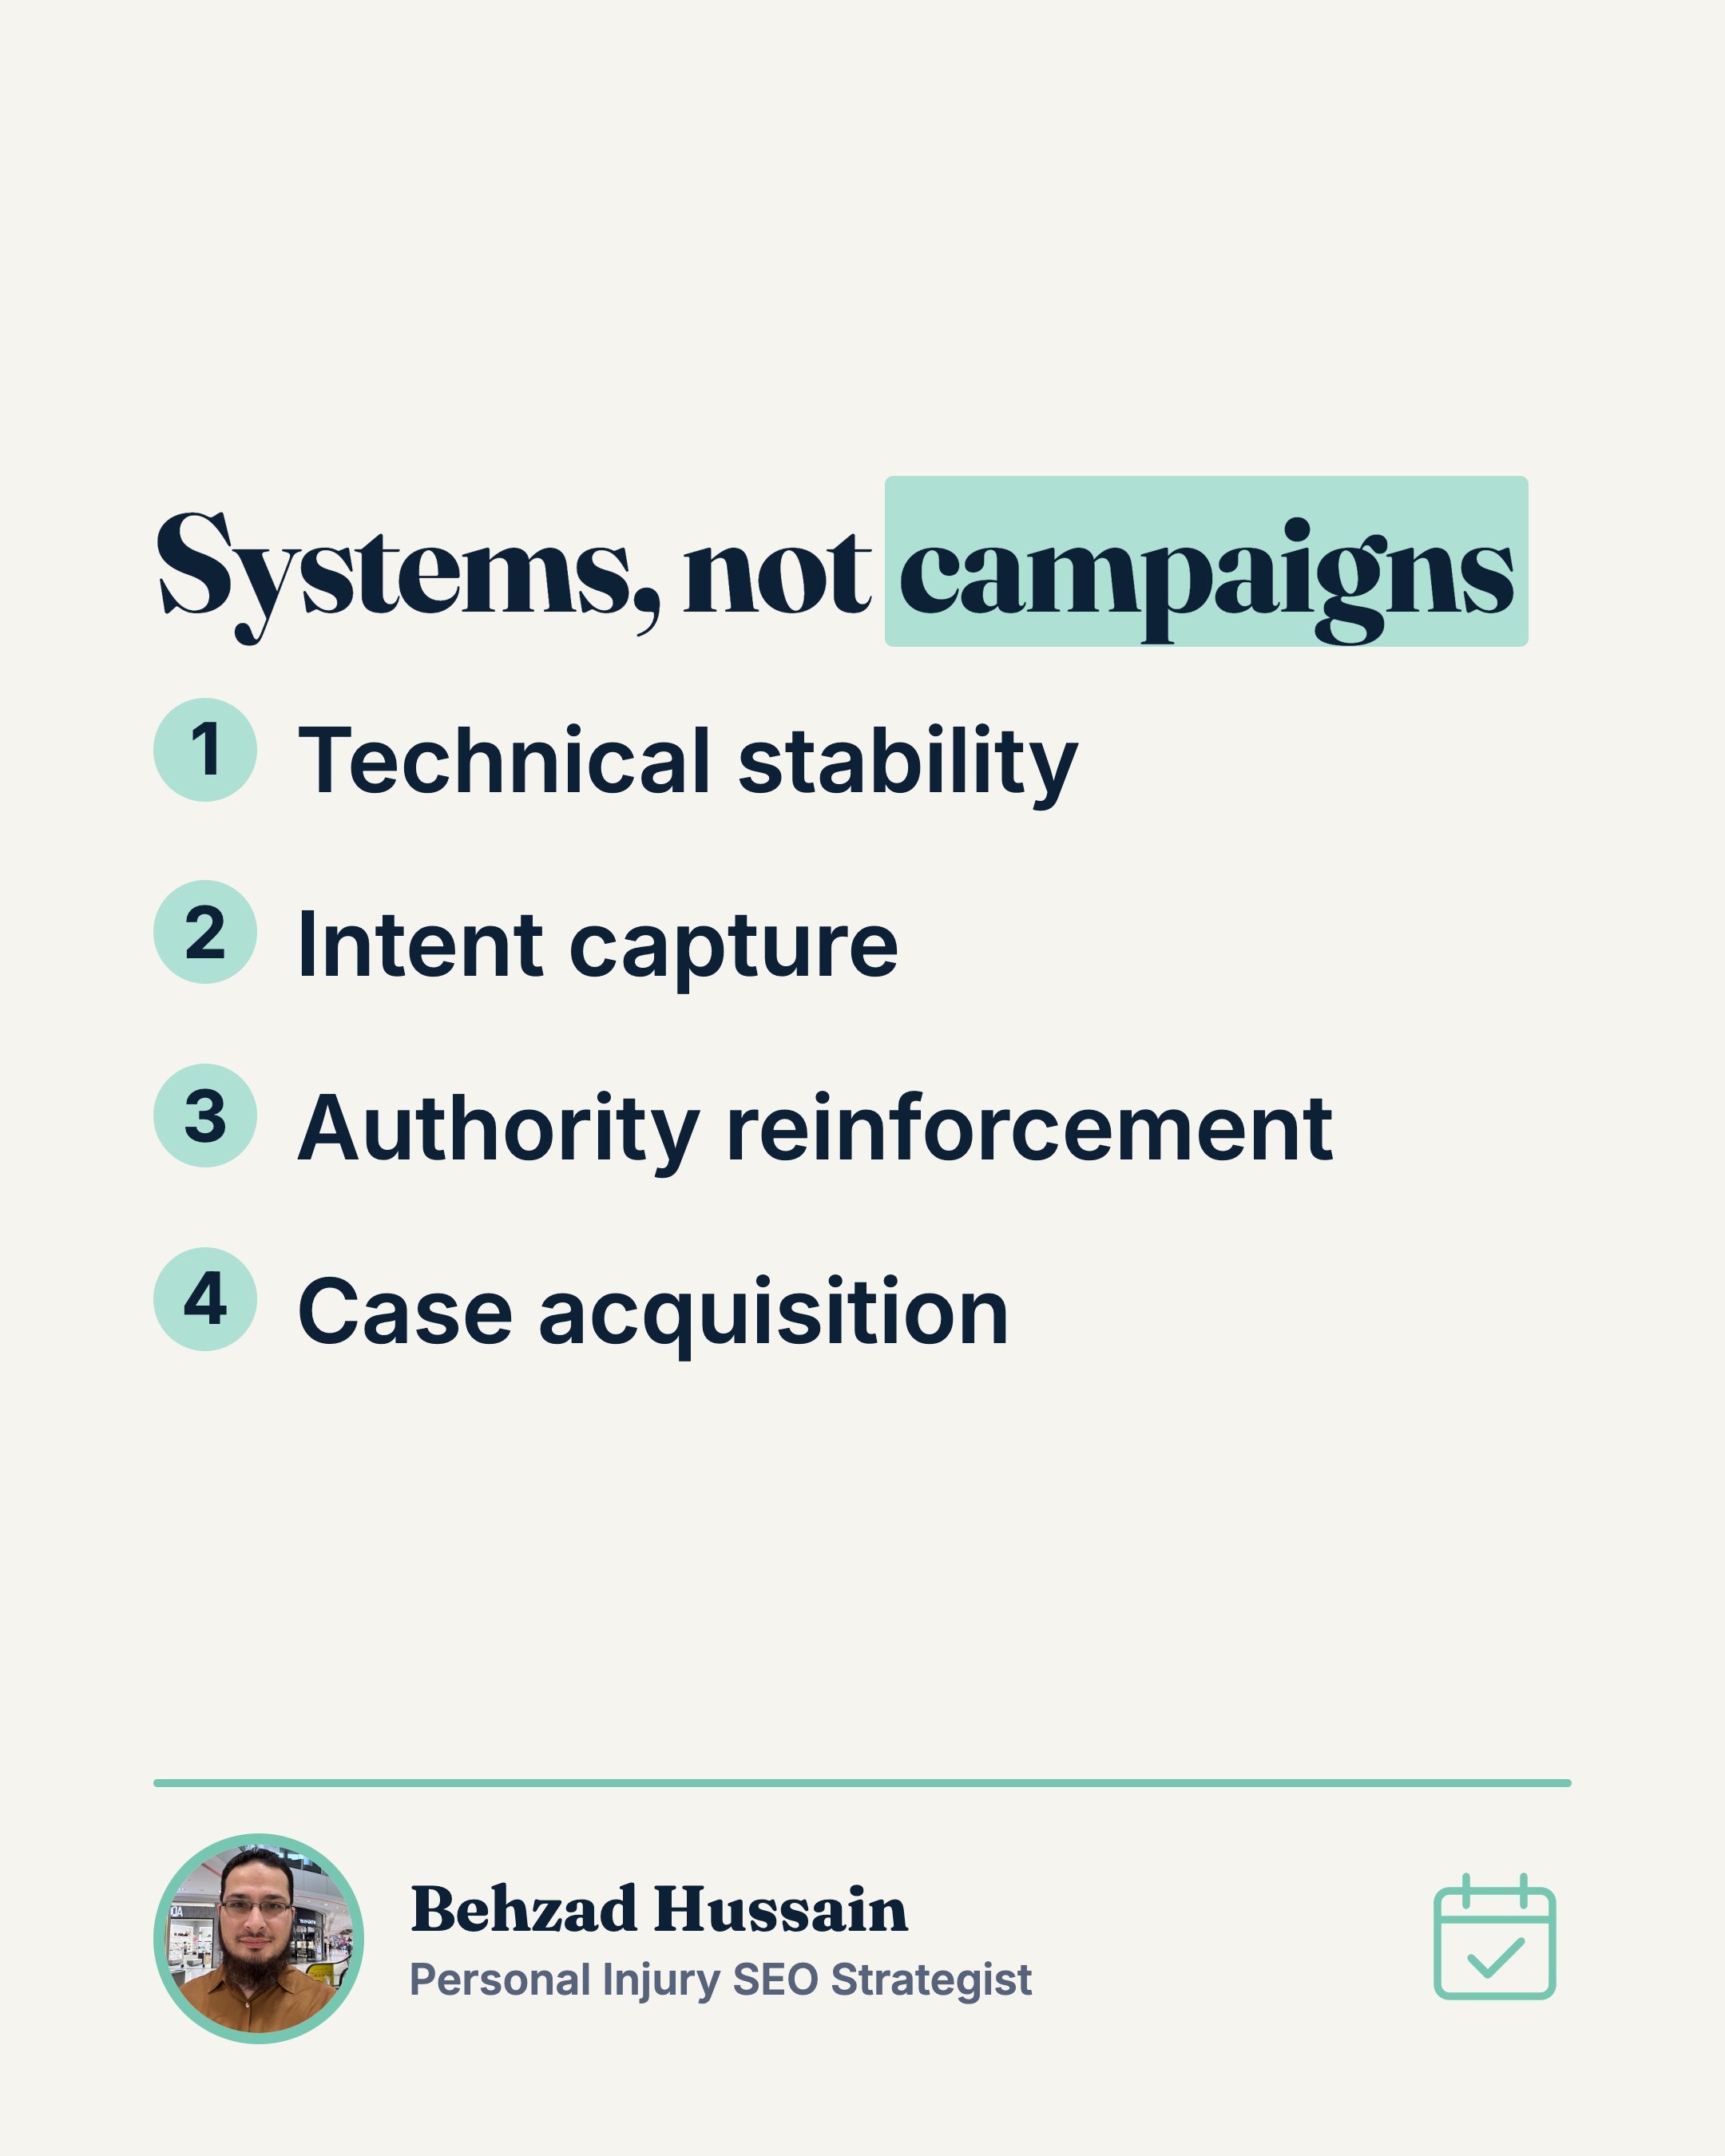 Systems, not campaigns
1 Technical stability
2 Intent capture
3 Authority reinforcement
4 Case acquisition
Behzad Hussain
Personal Injury SEO Strategist